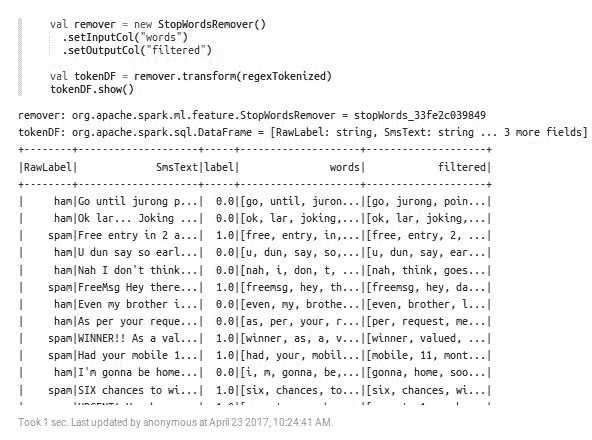 val remover = new StopWordsRemover()
.setInputCol("words")
.setOutputCol("filtered")
val tokenDF = remover.transform(regexTokenized)
tokenDF.show()
remover: org.apache.spark.ml.feature.StopWordsRemover = stopWords_33fe2c039849
tokenDF: org.apache.spark.sql.DataFrame = [RawLabel: string, SmsText: string ... 3 more fields]
+--------+--------------------+-----+--------------------+--------------------+
|RawLabel|             SmsText|label|               words|            filtered|
+--------+--------------------+-----+--------------------+--------------------+
|     ham|Go until jurong p...|  0.0|[go, until, juron...|[go, jurong, poin...|
|     ham|Ok lar... Joking ...|  0.0|[ok, lar, joking,...|[ok, lar, joking,...|
|    spam|Free entry in 2 a...|  1.0|[free, entry, in,...|[free, entry, 2, ...|
|     ham|U dun say so earl...|  0.0|[u, dun, say, so,...|[u, dun, say, ear...|
|     ham|Nah I don't think...|  0.0|[nah, i, don, t, ...|[nah, think, goes...|
|    spam|FreeMsg Hey there...|  1.0|[freemsg, hey, th...|[freemsg, hey, da...|
|     ham|Even my brother i...|  0.0|[even, my, brothe...|[even, brother, l...|
|     ham|As per your reque...|  0.0|[as, per, your, r...|[per, request, me...|
|    spam|WINNER!! As a val...|  1.0|[winner, as, a, v...|[winner, valued, ...|
|    spam|Had your mobile 1...|  1.0|[had, your, mobil...|[mobile, 11, mont...|
|     ham|I'm gonna be home...|  0.0|[i, m, gonna, be,...|[gonna, home, soo...|
|    spam|SIX chances to wi...|  1.0|[six, chances, to...|[six, chances, wi...|
Took 1 sec. Last updated by anonymous at April 23 2017, 10:24:41 AM.